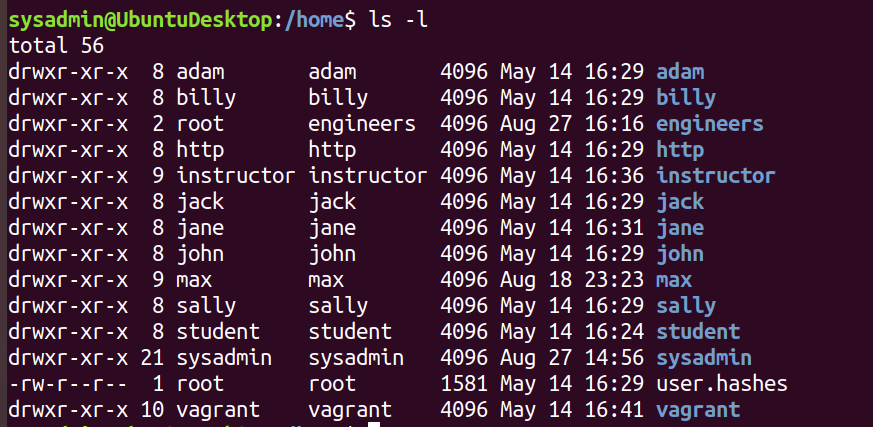 sysadmin@UbuntuDesktop:/home$ ls -l
total 56
drwxr-xr-x  8 adam       adam       4096 May 14 16:29 adam
drwxr-xr-x  8 billy      billy      4096 May 14 16:29 billy
drwxr-xr-x  2 root       engineers  4096 Aug 27 16:16 engineers
drwxr-xr-x  8 http       http       4096 May 14 16:29 http
drwxr-xr-x  9 instructor instructor 4096 May 14 16:36 instructor
drwxr-xr-x  8 jack       jack       4096 May 14 16:29 jack
drwxr-xr-x  8 jane       jane       4096 May 14 16:31 jane
drwxr-xr-x  8 john       john       4096 May 14 16:29 john
drwxr-xr-x  9 max        max        4096 Aug 18 23:23 max
drwxr-xr-x  8 sally      sally      4096 May 14 16:29 sally
drwxr-xr-x  8 student    student    4096 May 14 16:24 student
drwxr-xr-x 21 sysadmin   sysadmin   4096 Aug 27 14:56 sysadmin
-rw-r--r--  1 root       root       1581 May 14 16:29 user.hashes
drwxr-xr-x 10 vagrant    vagrant    4096 May 14 16:41 vagrant